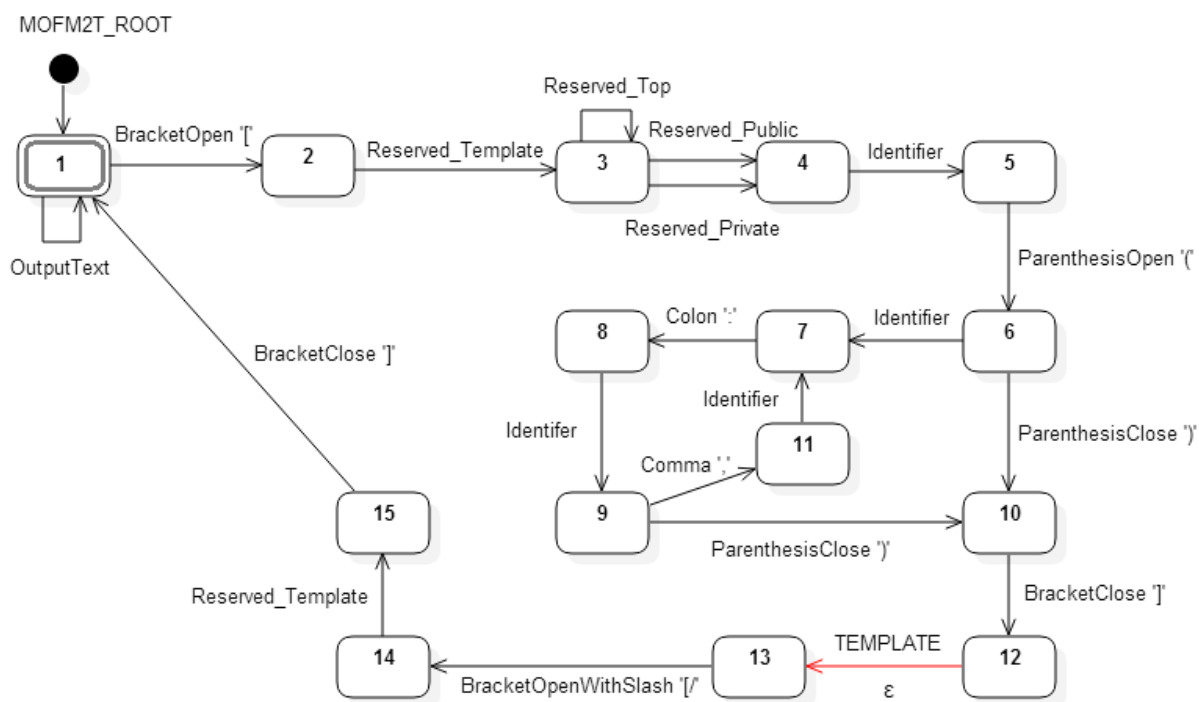 MOFM2T_ROOT
Reserved_Top
BracketOpen '['
Reserved_Template
Reserved_Public
Identifier
1
2
3
4
5
Reserved_Private
OutputText
ParenthesisOpen '('
8
Colon ':'
7
Identifier
6
BracketClose ']'
Identifier
Identifer
11
ParenthesisClose ')'
Comma ','
15
9
10
ParenthesisClose ')'
Reserved_Template
BracketClose ']'
14
BracketOpenWithSlash '[/'
13
TEMPLATE
ε
12